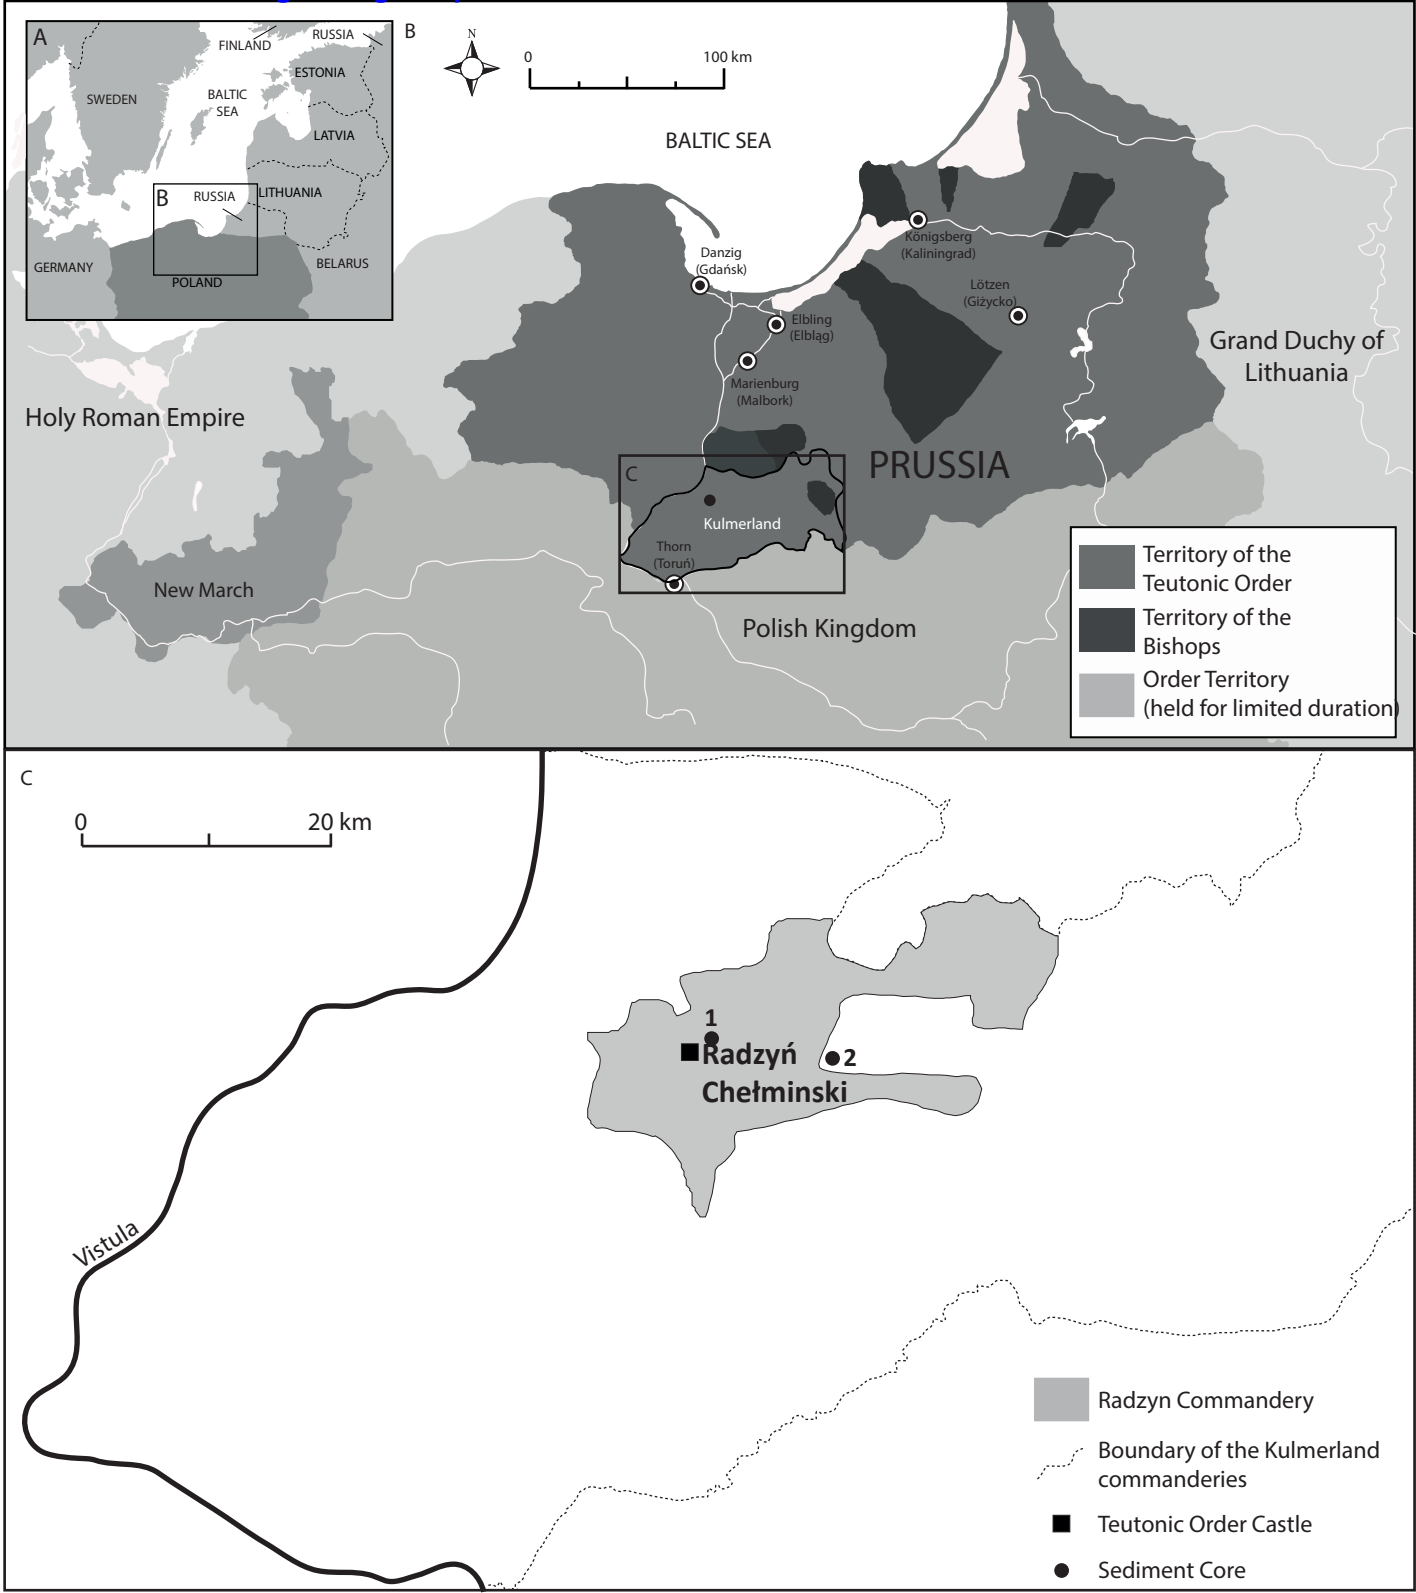 A
FINLAND
RUSSIA
ESTONIA
SWEDEN
BALTIC
SEA
LATVIA
B
RUSSIA
LITHUANIA
GERMANY
BELARUS
POLAND
B
N
0
100 km
BALTIC SEA
Danzig
(Gdańsk)
Königsberg
(Kaliningrad)
Lötzen
(Giżycko)
Elbling
(Elbląg)
Marienburg
(Malbork)
Grand Duchy of
Lithuania
Holy Roman Empire
PRUSSIA
C
Kulmerland
Thorn
(Toruń)
New March
Polish Kingdom
Territory of the
Teutonic Order
Territory of the
Bishops
Order Territory
(held for limited duration)
C
0
20 km
1
Radzyń
Chełminski
2
Vistula
Radzyn Commandery
Boundary of the Kulmerland
commanderies
Teutonic Order Castle
Sediment Core